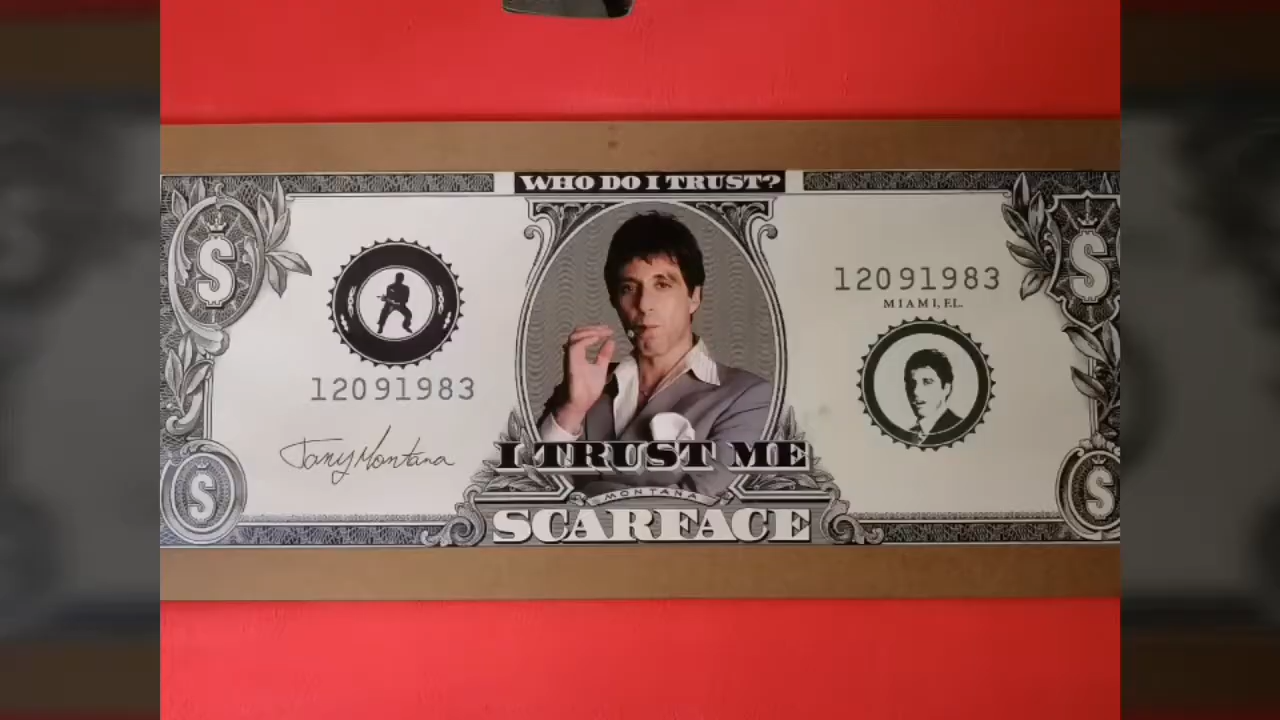 WHO DO I TRUST?
12091983
Tony Montana
12091983
MIAMI, FL.
I TRUST ME
MONTANA
SCARFACE